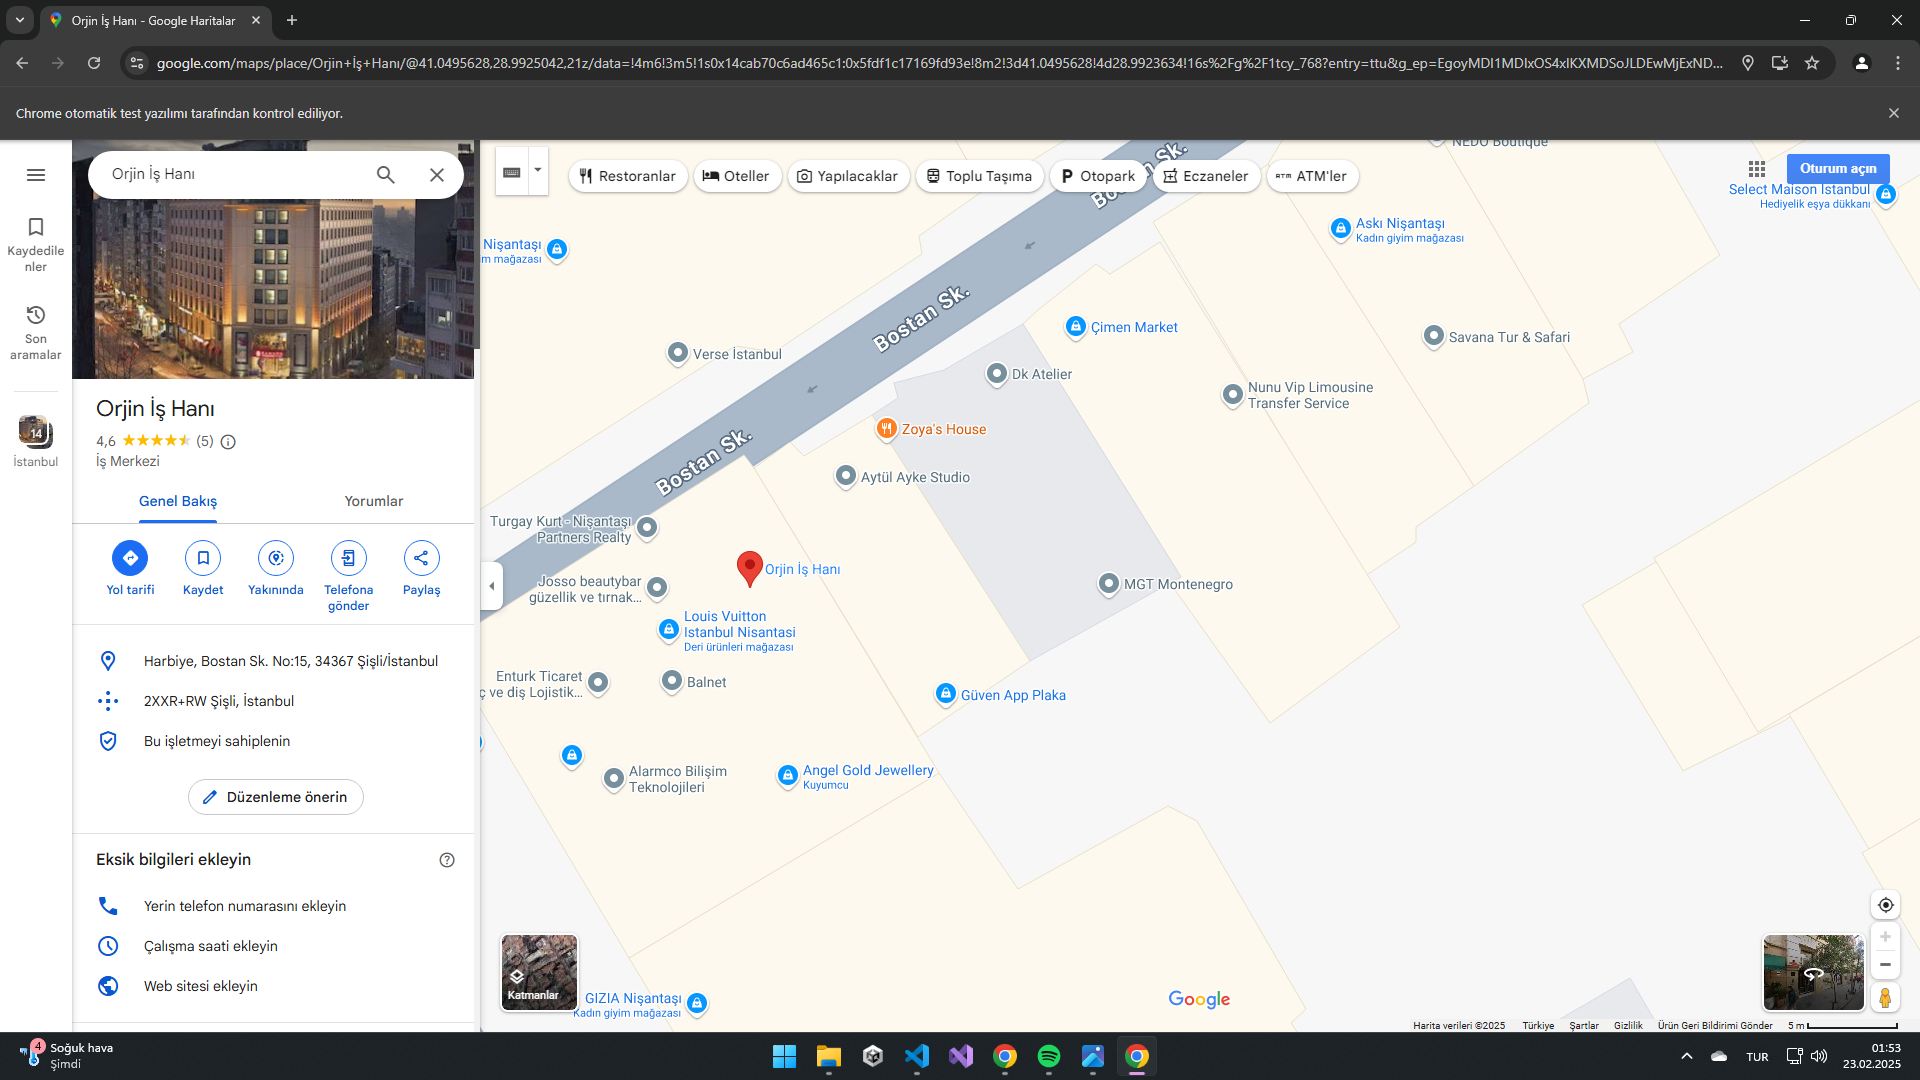 Orjin İş Hanı - Google Haritalar
google.com/maps/place/Orjin+İş+Hanı/@41.0495628,28.9925042,21z/data=!4m6!3m5!1s0x14cab70c6ad465c1:0x5fdf1c17169fd93e!8m2!3d41.0495628!4d28.9923634!16s%2Fg%2F1tcy_768?entry=ttu&g_ep=EgoyMDI1MDIxOS4xIKXMDSoJLDEwMjExND...
Chrome otomatik test yazılımı tarafından kontrol ediliyor.
Orjin İş Hanı
Kaydedile
nler
Son
aramalar
14
İstanbul
Orjin İş Hanı
4,6 (5)
İş Merkezi
Genel Bakış
Yorumlar
Yol tarifi
Kaydet
Yakınında
Telefona
gönder
Paylaş
Harbiye, Bostan Sk. No:15, 34367 Şişli/İstanbul
2XXR+RW Şişli, İstanbul
Bu işletmeyi sahiplenin
Düzenleme önerin
Eksik bilgileri ekleyin
Yerin telefon numarasını ekleyin
Çalışma saati ekleyin
Web sitesi ekleyin
Restoranlar
Oteller
Yapılacaklar
Toplu Taşıma
Otopark
Eczaneler
ATM'ler
Oturum açın
NEDO Boutique
Bostan Sk.
Select Maison Istanbul
Hediyelik eşya dükkanı
Askı Nişantaşı
Kadın giyim mağazası
Nişantaşı
im mağazası
Bostan Sk.
Çimen Market
Savana Tur & Safari
Verse İstanbul
Dk Atelier
Nunu Vip Limousine
Transfer Service
Zoya's House
Bostan Sk.
Aytül Ayke Studio
Turgay Kurt - Nişantaşı
Partners Realty
Orjin İş Hanı
Josso beautybar
güzellik ve tırnak...
MGT Montenegro
Louis Vuitton
Istanbul Nisantasi
Deri ürünleri mağazası
Enturk Ticaret
ç ve diş Lojistik...
Balnet
Güven App Plaka
Alarmco Bilişim
Teknolojileri
Angel Gold Jewellery
Kuyumcu
Katmanlar
GIZIA Nişantaşı
Kadın giyim mağazası
Google
Harita verileri ©2025
Türkiye
Şartlar
Gizlilik
Ürün Geri Bildirimi Gönder
5 m
4
Soğuk hava
Şimdi
TUR
01:53
23.02.2025